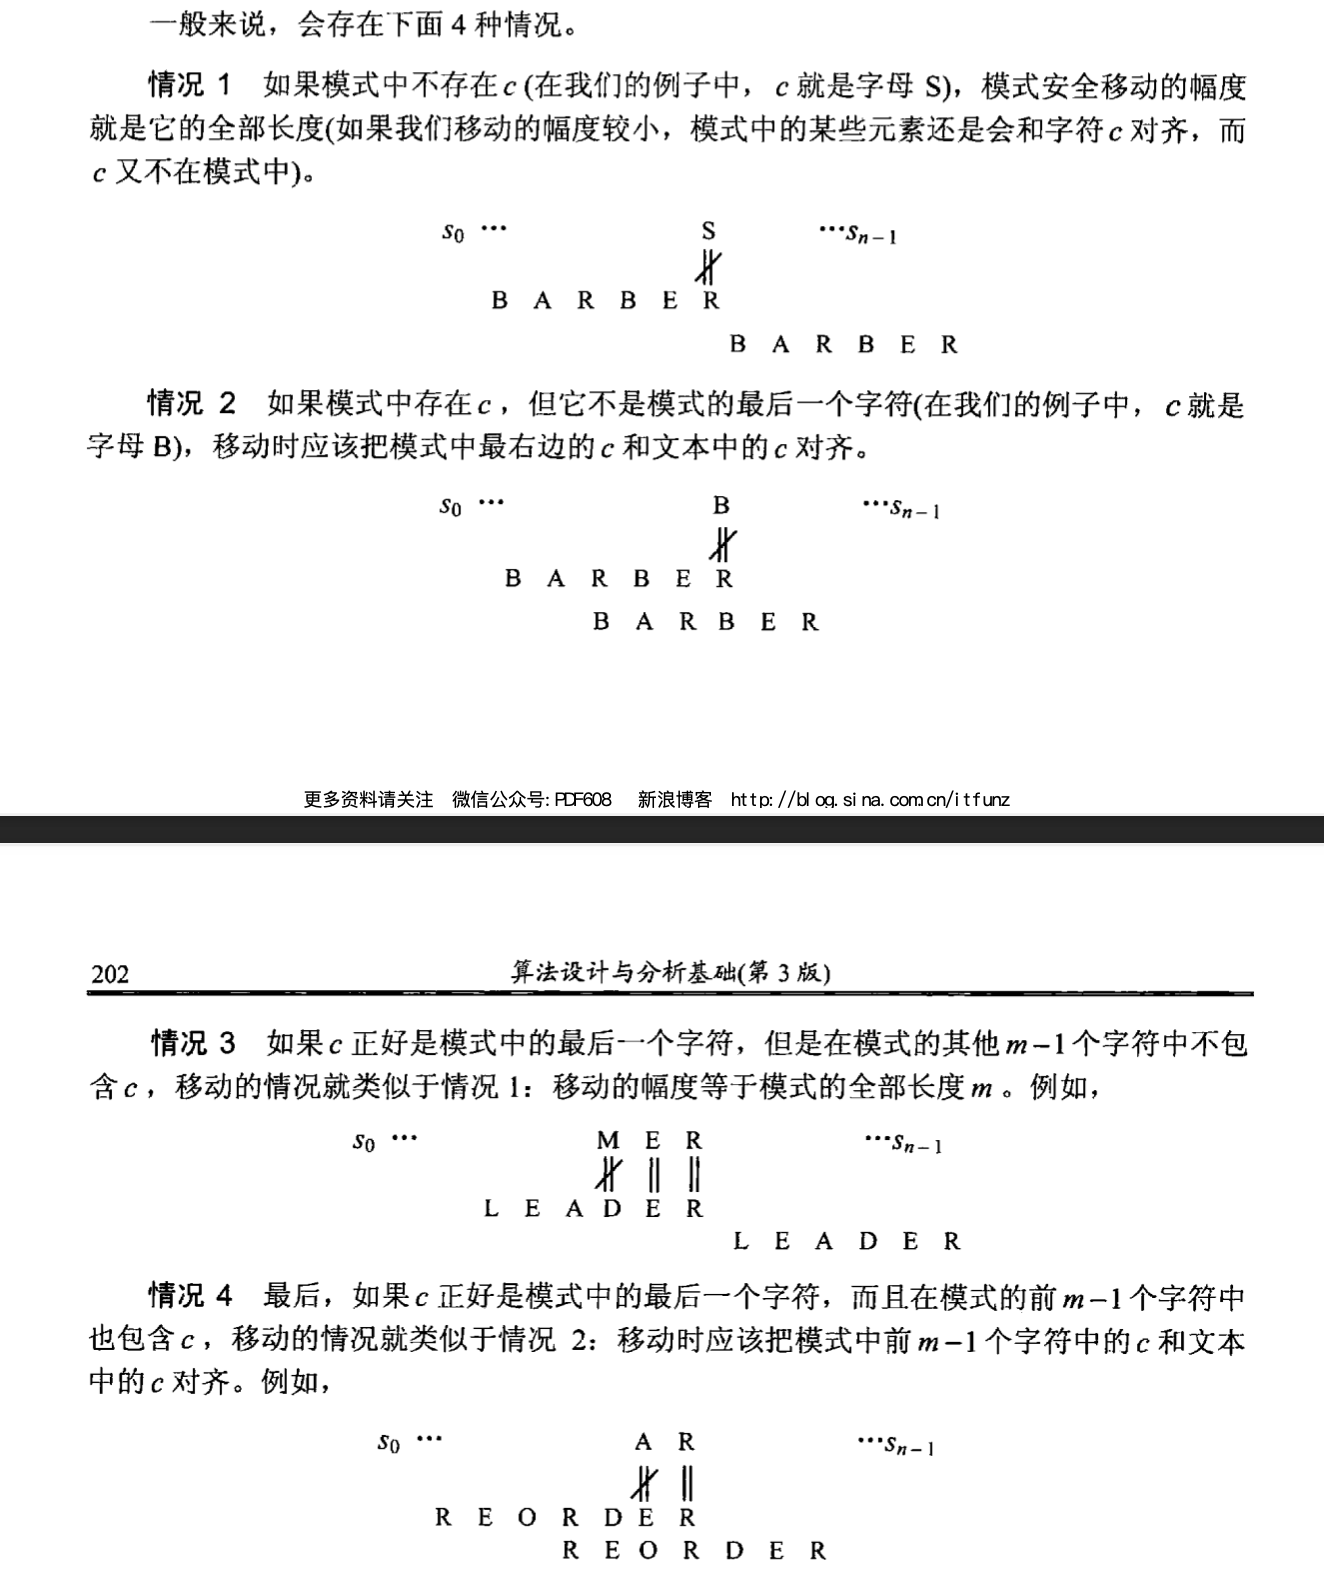 一般来说，会存在下面 4 种情况。
情况 1 如果模式中不存在 c (在我们的例子中， c 就是字母 S)，模式安全移动的幅度
就是它的全部长度(如果我们移动的幅度较小，模式中的某些元素还是会和字符 c 对齐，而
c 又不在模式中)。
s0 … S …sn−1
B A R B E R
B A R B E R
情况 2 如果模式中存在 c ，但它不是模式的最后一个字符(在我们的例子中， c 就是
字母 B)，移动时应该把模式中最右边的 c 和文本中的 c 对齐。
s0 … B …sn−1
B A R B E R
B A R B E R
更多资料请关注 微信公众号:PDF608 新浪博客 http://blog.sina.com.cn/itfunz
202 算法设计与分析基础(第 3 版)
情况 3 如果 c 正好是模式中的最后一个字符，但是在模式的其他 m−1 个字符中不包
含 c ，移动的情况就类似于情况 1：移动的幅度等于模式的全部长度 m 。例如，
s0 … M E R …sn−1
L E A D E R
L E A D E R
情况 4 最后，如果 c 正好是模式中的最后一个字符，而且在模式的前 m−1 个字符中
也包含 c ，移动的情况就类似于情况 2：移动时应该把模式中前 m−1 个字符中的 c 和文本
中的 c 对齐。例如，
s0 … A R …sn−1
R E O R D E R
R E O R D E R